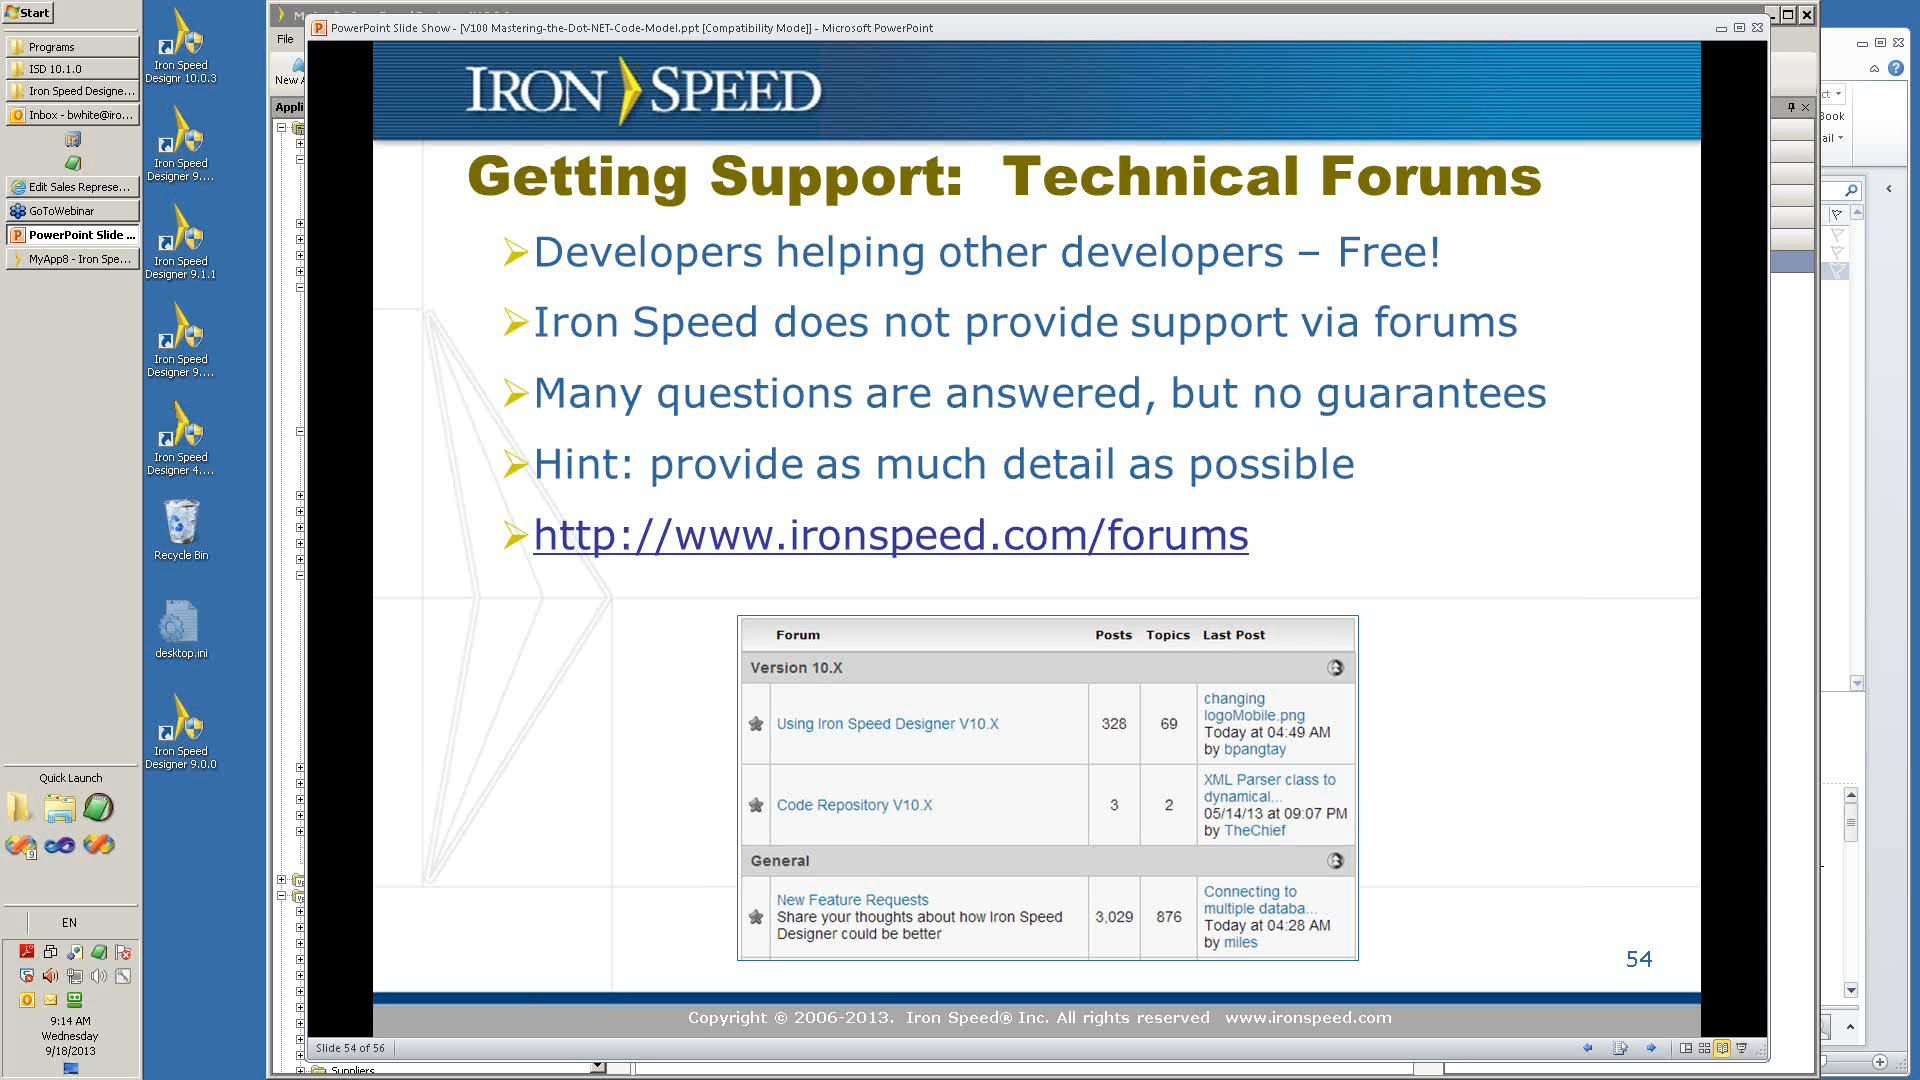 Start
Programs
ISD 10.1.0
Iron Speed Designe...
Inbox - bwhite@iro...
Edit Sales Represe...
GoToWebinar
PowerPoint Slide ...
MyApp8 - Iron Spe...
Quick Launch
9
EN
9:14 AM
Wednesday
9/18/2013
Iron Speed
Designr 10.0.3
Iron Speed
Designer 9....
Iron Speed
Designer 9.1.1
Iron Speed
Designer 9....
Iron Speed
Designer 4....
Recycle Bin
desktop.ini
Iron Speed
Designer 9.0.0
File
New
Appli
Suppliers
PowerPoint Slide Show - [V100 Mastering-the-Dot-NET-Code-Model.ppt [Compatibility Mode]] - Microsoft PowerPoint
IRON SPEED
Getting Support: Technical Forums
Developers helping other developers – Free!
Iron Speed does not provide support via forums
Many questions are answered, but no guarantees
Hint: provide as much detail as possible
http://www.ironspeed.com/forums
Forum Posts Topics Last Post
Version 10.X
Using Iron Speed Designer V10.X 328 69 changing
logoMobile.png
Today at 04:49 AM
by bpangtay
Code Repository V10.X 3 2 XML Parser class to
dynamical...
05/14/13 at 09:07 PM
by TheChief
General
New Feature Requests
Share your thoughts about how Iron Speed
Designer could be better
3,029 876 Connecting to
multiple databa...
Today at 04:28 AM
by miles
54
Copyright © 2006-2013. Iron Speed® Inc. All rights reserved www.ironspeed.com
Slide 54 of 56
ct
Book
ail